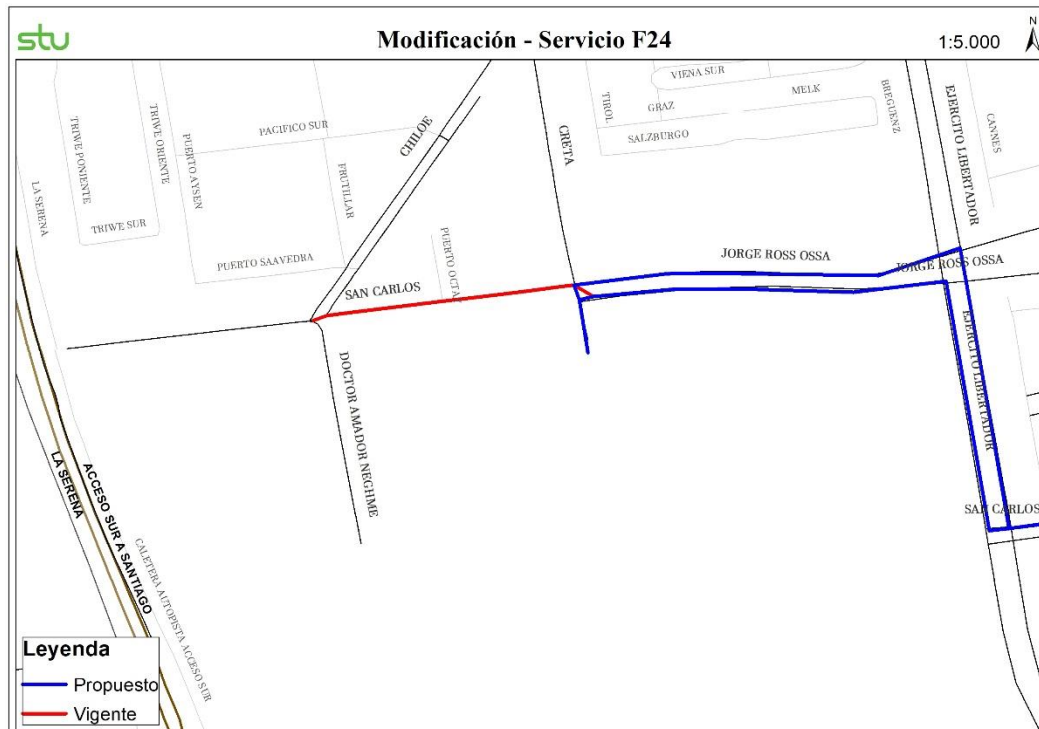 stu
Modificación - Servicio F24
1:5.000
N
VIENA SUR
MELK
GRAZ
TIROL
SALZBURGO
BREGUENZ
EJERCITO LIBERTADOR
CANNES
CRETA
CHILOE
PACIFICO SUR
TRIWE PONIENTE
TRIWE ORIENTE
PUERTO AYSEN
FRUTILLAR
LA SERENA
TRIWE SUR
PUERTO SAAVEDRA
PUERTO OCTAY
SAN CARLOS
JORGE ROSS OSSA
JORGE ROSS OSSA
EJERCITO LIBERTADOR
DOCTOR AMADOR NEGHME
SAN CARLOS
LA SERENA
ACCESO SUR A SANTIAGO
CALETERA AUTOPISTA ACCESO SUR
Leyenda
Propuesto
Vigente